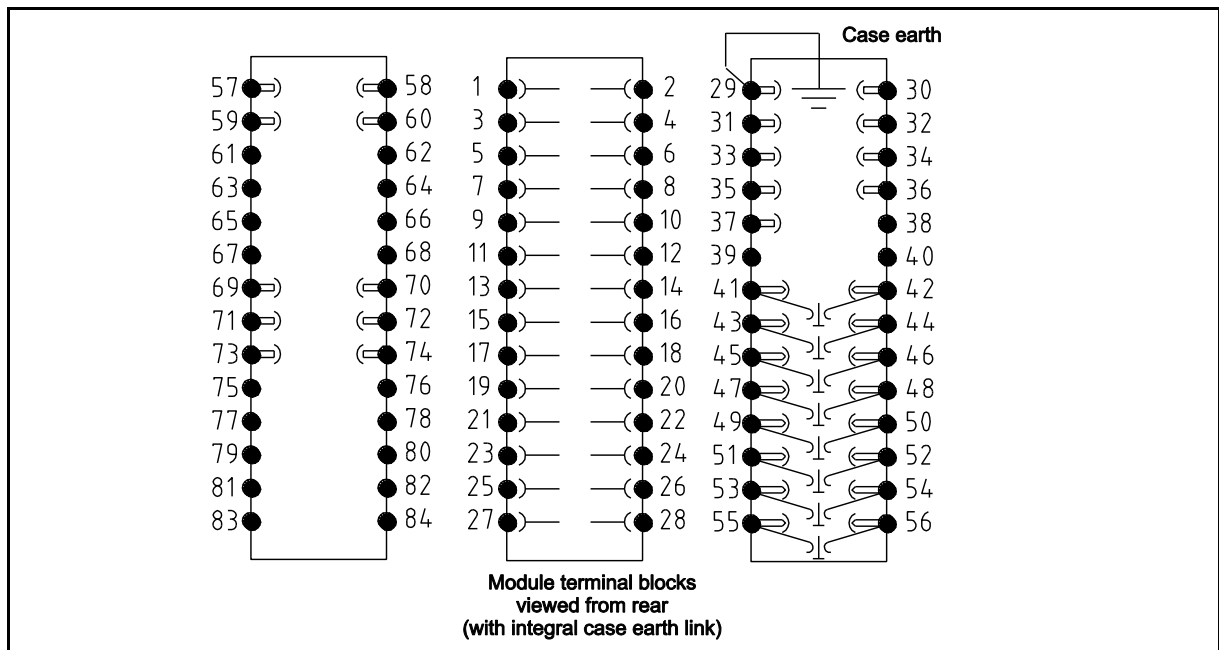 Case earth
57 58 1 2 29 30
59 60 3 4 31 32
61 62 5 6 33 34
63 64 7 8 35 36
65 66 9 10 37 38
67 68 11 12 39 40
69 70 13 14 41 42
71 72 15 16 43 44
73 74 17 18 45 46
75 76 19 20 47 48
77 78 21 22 49 50
79 80 23 24 51 52
81 82 25 26 53 54
83 84 27 28 55 56
Module terminal blocks
viewed from rear
(with integral case earth link)